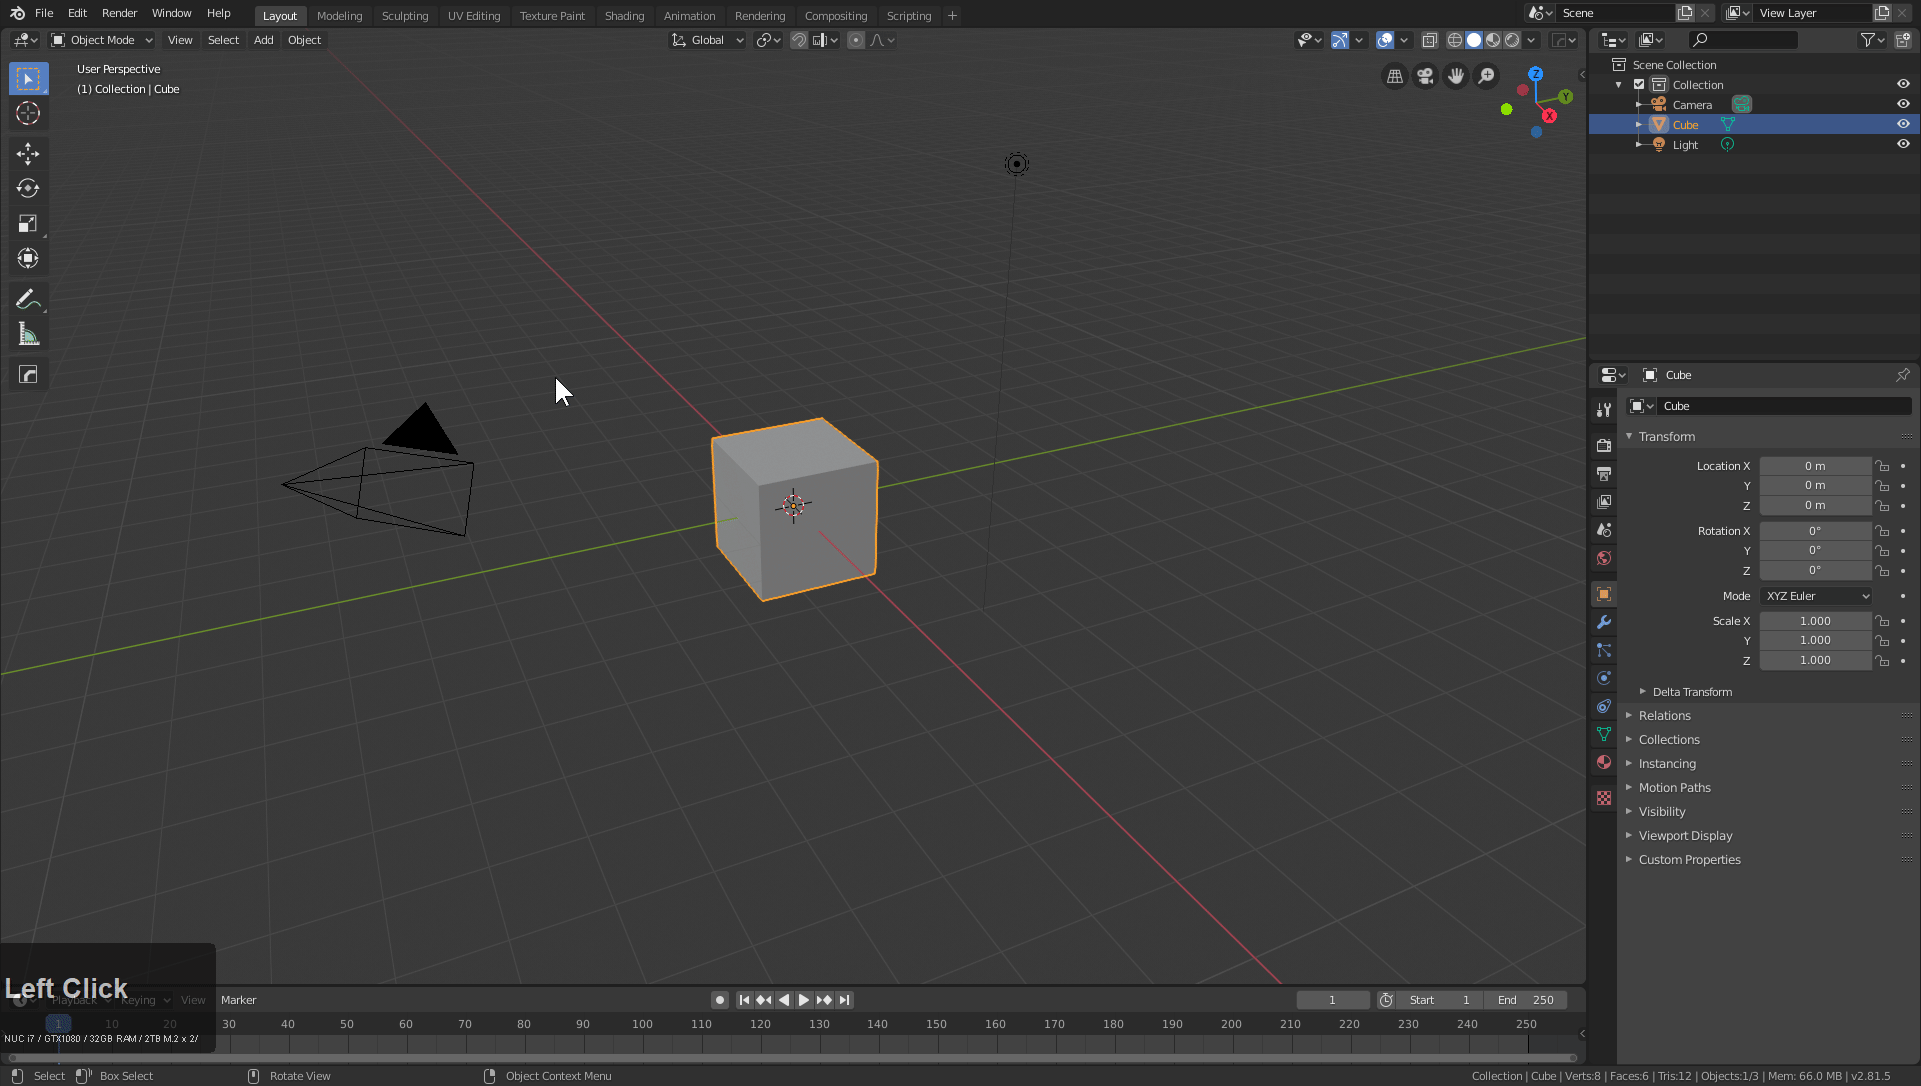 File Edit Render Window Help Layout Modeling Sculpting UV Editing Texture Paint Shading Animation Rendering Compositing Scripting + Scene View Layer
Object Mode View Select Add Object Global
User Perspective
(1) Collection | Cube
Z
Y
X
Scene Collection
Collection
Camera
Cube
Light
Cube
Cube
Transform
Location X 0 m
Y 0 m
Z 0 m
Rotation X 0°
Y 0°
Z 0°
Mode XYZ Euler
Scale X 1.000
Y 1.000
Z 1.000
Delta Transform
Relations
Collections
Instancing
Motion Paths
Visibility
Viewport Display
Custom Properties
Left Click
Playback Keying View Marker 1 Start 1 End 250
1 10 20 30 40 50 60 70 80 90 100 110 120 130 140 150 160 170 180 190 200 210 220 230 240 250
NUC i7 / GTX1080 / 32GB RAM / 2TB M.2 x 2/
Select Box Select Rotate View Object Context Menu Collection | Cube | Verts:8 | Faces:6 | Tris:12 | Objects:1/3 | Mem: 66.0 MB | v2.81.5